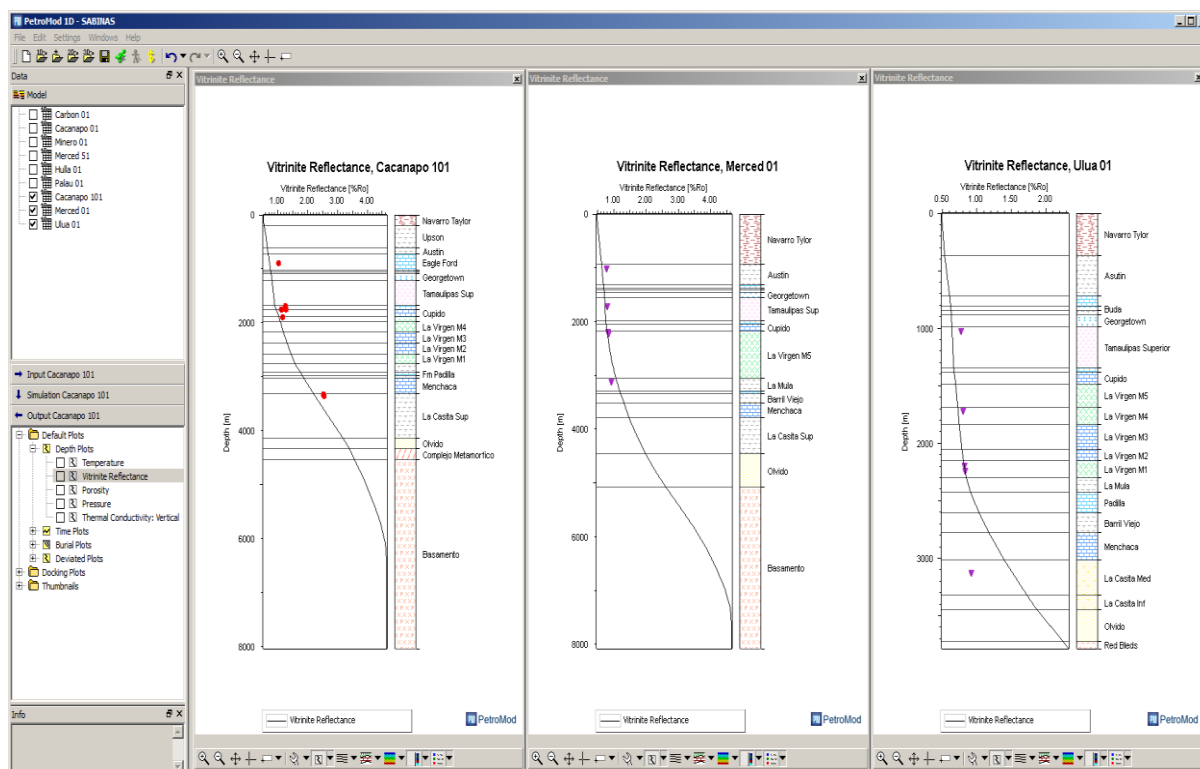 PetroMod 1D - SABINAS
File Edit Settings Windows Help
Data
Model
Carbon 01
Cacanapo 01
Minero 01
Merced 51
Hulla 01
Palau 01
Cacanapo 101
Merced 01
Ulua 01
Input Cacanapo 101
Simulation Cacanapo 101
Output Cacanapo 101
Default Plots
Depth Plots
Temperature
Vitrinite Reflectance
Porosity
Pressure
Thermal Conductivity: Vertical
Time Plots
Burial Plots
Deviated Plots
Docking Plots
Thumbnails
Info
Vitrinite Reflectance
Vitrinite Reflectance, Cacanapo 101
Vitrinite Reflectance [%Ro]
1.00 2.00 3.00 4.00
0
2000
4000
6000
8000
Depth [m]
Navarro Taylor
Upson
Austin
Eagle Ford
Georgetown
Tamaulipas Sup
Cupido
La Virgen M4
La Virgen M3
La Virgen M2
La Virgen M1
Fm Padilla
Menchaca
La Casita Sup
Olvido
Complejo Metamortico
Basamento
Vitrinite Reflectance
PetroMod
Vitrinite Reflectance
Vitrinite Reflectance, Merced 01
Vitrinite Reflectance [%Ro]
1.00 2.00 3.00 4.00
0
2000
4000
6000
8000
Depth [m]
Navarro Tylor
Austin
Georgetown
Tamaulipas Sup
Cupido
La Virgen M5
La Mula
Barril Viejo
Menchaca
La Casita Sup
Olvido
Basamento
Vitrinite Reflectance
PetroMod
Vitrinite Reflectance
Vitrinite Reflectance, Ulua 01
Vitrinite Reflectance [%Ro]
0.50 1.00 2.00
0
1000
2000
3000
Depth [m]
Navarro Tylor
Asutin
Buda
Georgetown
Tamaulipas Superior
Cupido
La Virgen M5
La Virgen M4
La Virgen M3
La Virgen M2
La Virgen M1
La Mula
Padilla
Barril Viejo
Menchaca
La Casita Med
La Casita Inf
Olvido
Red Bleds
Vitrinite Reflectance
PetroMod